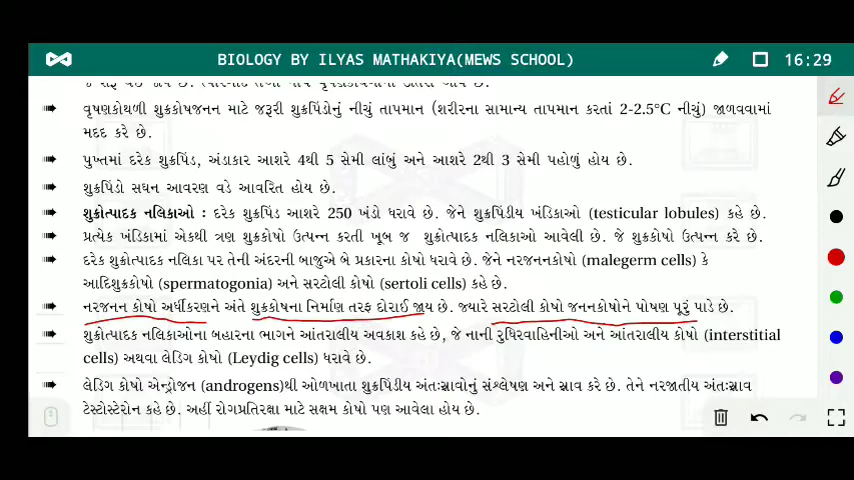 BIOLOGY BY ILYAS MATHAKIYA(MEWS SCHOOL)
16:29
વૃષણકોથળી શુક્રકોષજનન માટે જરૂરી શુક્રપિંડોનું નીચું તાપમાન (શરીરના સામાન્ય તાપમાન કરતાં 2-2.5°C નીચું) જાળવવામાં
મદદ કરે છે.
પુખ્તમાં દરેક શુક્રપિંડ, અંડાકાર આશરે 4થી 5 સેમી લાંબું અને આશરે 2થી 3 સેમી પહોળું હોય છે.
શુક્રપિંડો સઘન આવરણ વડે આવરિત હોય છે.
શુક્રોત્પાદક નલિકાઓ : દરેક શુક્રપિંડ આશરે 250 ખંડો ધરાવે છે. જેને શુક્રપિંડીય ખંડિકાઓ (testicular lobules) કહે છે.
પ્રત્યેક ખંડિકામાં એકથી ત્રણ શુક્રકોષો ઉત્પન્ન કરતી ખૂબ જ શુક્રોત્પાદક નલિકાઓ આવેલી છે. જે શુક્રકોષો ઉત્પન્ન કરે છે.
દરેક શુક્રોત્પાદક નલિકા પર તેની અંદરની બાજુએ બે પ્રકારના કોષો ધરાવે છે. જેને નરજનનકોષો (malegerm cells) કે
આદિશુક્રકોષો (spermatogonia) અને સરટોલી કોષો (sertoli cells) કહે છે.
નરજનન કોષો અર્ધીકરણને અંતે શુક્રકોષના નિર્માણ તરફ દોરાઈ જાય છે. જ્યારે સરટોલી કોષો જનનકોષોને પોષણ પૂરું પાડે છે.
શુક્રોત્પાદક નલિકાઓના બહારના ભાગને આંતરાલીય અવકાશ કહે છે, જે નાની રુધિરવાહિનીઓ અને આંતરાલીય કોષો (interstitial
cells) અથવા લેડિગ કોષો (Leydig cells) ધરાવે છે.
લેડિગ કોષો એન્ડ્રોજન (androgens)થી ઓળખાતા શુક્રપિંડીય અંતઃસ્રાવોનું સંશ્લેષણ અને સ્રાવ કરે છે. તેને નરજાતીય અંતઃસ્રાવ
ટેસ્ટોસ્ટેરોન કહે છે. અહીં રોગપ્રતિરક્ષા માટે સક્ષમ કોષો પણ આવેલા હોય છે.